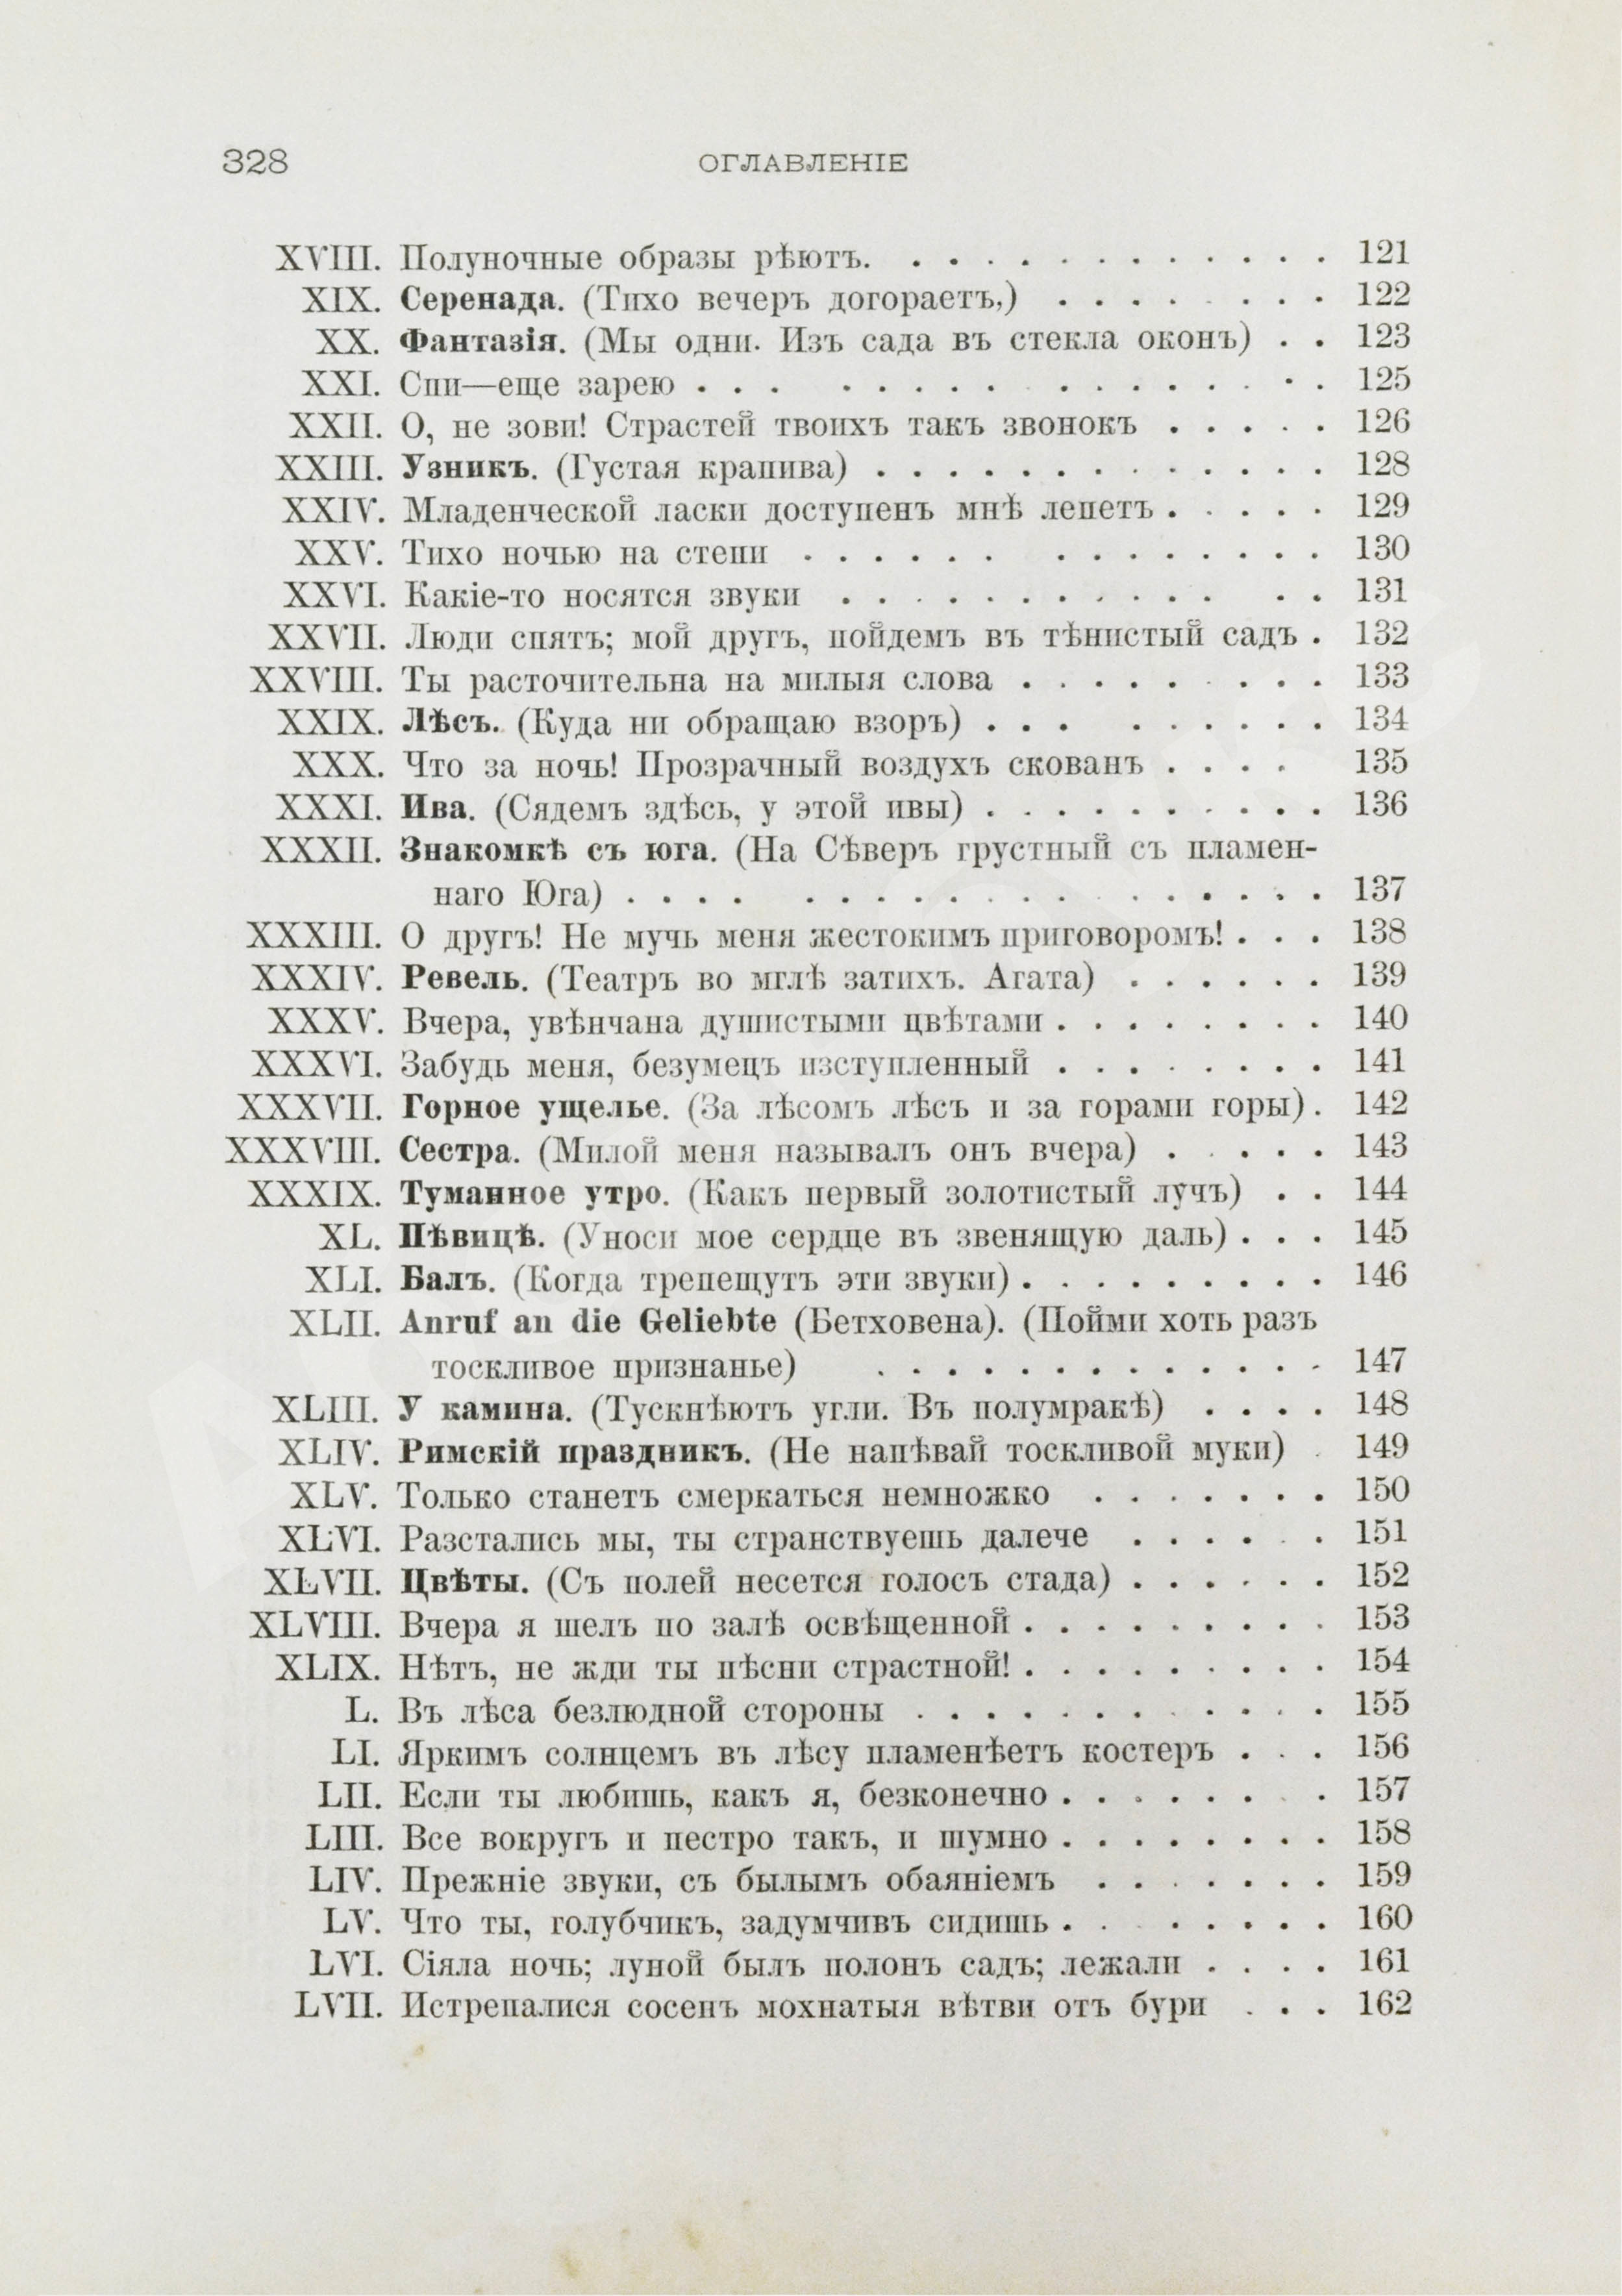 328 ОГЛАВЛЕНІЕ
XVIII. Полуночные образы рѣютъ. . . . . . . . . . . . . 121
XIX. Серенада. (Тихо вечеръ догораетъ,) . . . . . . . . 122
XX. Фантазія. (Мы одни. Изъ сада въ стекла оконъ) . . 123
XXI. Спи—еще зарею . . . . . . . . . . . . . . . . 125
XXII. О, не зови! Страстей твоихъ такъ звонокъ . . . . . 126
XXIII. Узникъ. (Густая крапива) . . . . . . . . . . . . . 128
XXIV. Младенческой ласки доступенъ мнѣ лепетъ . . . . . 129
XXV. Тихо ночью на степи . . . . . . . . . . . . . . 130
XXVI. Какіе-то носятся звуки . . . . . . . . . . . . . 131
XXVII. Люди спятъ; мой другъ, пойдемъ въ тѣнистый садъ . 132
XXVIII. Ты расточительна на милыя слова . . . . . . . . . 133
XXIX. Лѣсъ. (Куда ни обращаю взоръ) . . . . . . . . . 134
XXX. Что за ночь! Прозрачный воздухъ скованъ . . . . 135
XXXI. Ива. (Сядемъ здѣсь, у этой ивы) . . . . . . . . . . 136
XXXII. Знакомкѣ съ юга. (На Сѣверъ грустный съ пламен-
наго Юга) . . . . . . . . . . . . . . . . . . . 137
XXXIII. О другъ! Не мучь меня жестокимъ приговоромъ! . . . 138
XXXIV. Ревель. (Театръ во мглѣ затихъ. Агата) . . . . . . 139
XXXV. Вчера, увѣнчана душистыми цвѣтами . . . . . . . . 140
XXXVI. Забудь меня, безумецъ изступленный . . . . . . . . 141
XXXVII. Горное ущелье. (За лѣсомъ лѣсъ и за горами горы) . 142
XXXVIII. Сестра. (Милой меня называлъ онъ вчера) . . . . . 143
XXXIX. Туманное утро. (Какъ первый золотистый лучъ) . . 144
XL. Пѣвицѣ. (Уноси мое сердце въ звенящую даль) . . . 145
XLI. Балъ. (Когда трепещутъ эти звуки) . . . . . . . . . 146
XLII. Anruf an die Geliebte (Бетховена). (Пойми хоть разъ
тоскливое признанье) . . . . . . . . . . . . . 147
XLIII. У камина. (Тускнѣютъ угли. Въ полумракѣ) . . . . 148
XLIV. Римскій праздникъ. (Не напѣвай тоскливой муки) . 149
XLV. Только станетъ смеркаться немножко . . . . . . . 150
XLVI. Разстались мы, ты странствуешь далече . . . . . . 151
XLVII. Цвѣты. (Съ полей несется голосъ стада) . . . . . . 152
XLVIII. Вчера я шелъ по залѣ освѣщенной . . . . . . . . . 153
XLIX. Нѣтъ, не жди ты пѣсни страстной! . . . . . . . . . 154
L. Въ лѣса безлюдной стороны . . . . . . . . . . . . 155
LI. Яркимъ солнцемъ въ лѣсу пламенѣетъ костеръ . . . 156
LII. Если ты любишь, какъ я, безконечно . . . . . . . . 157
LIII. Все вокругъ и пестро такъ, и шумно . . . . . . . . 158
LIV. Прежніе звуки, съ былымъ обаяніемъ . . . . . . . 159
LV. Что ты, голубчикъ, задумчивъ сидишь . . . . . . . 160
LVI. Сіяла ночь; луной былъ полонъ садъ; лежали . . . . 161
LVII. Истрепалися сосенъ мохнатыя вѣтви отъ бури . . . 162